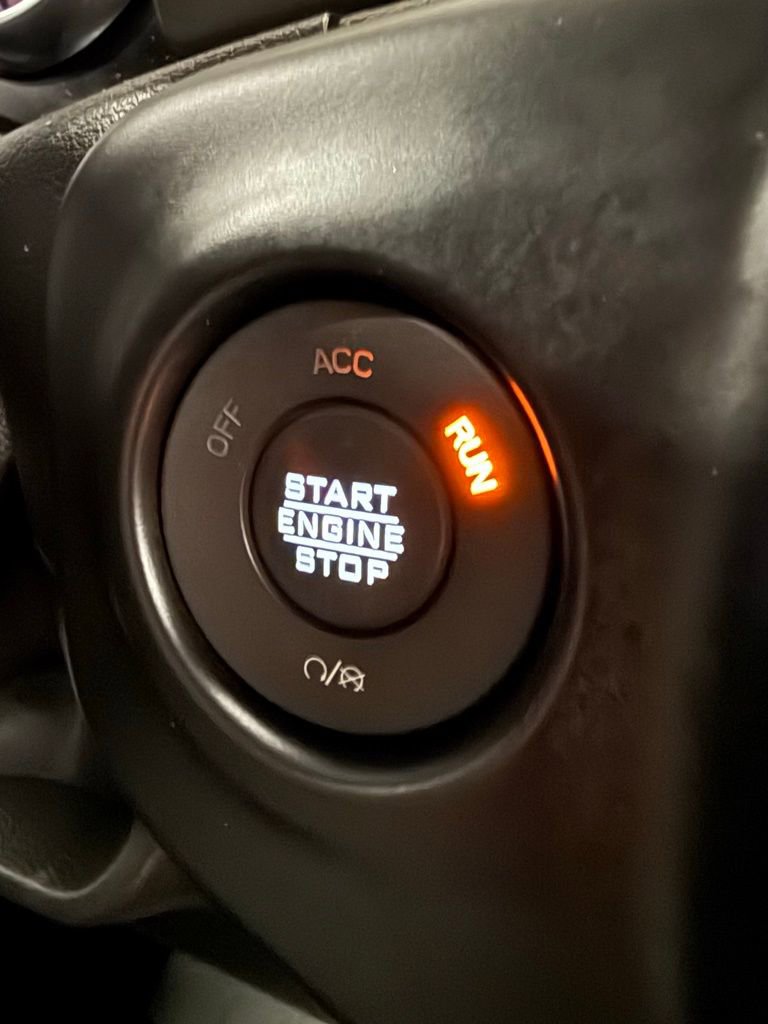 ACC
OFF
RUN
START
ENGINE
STOP